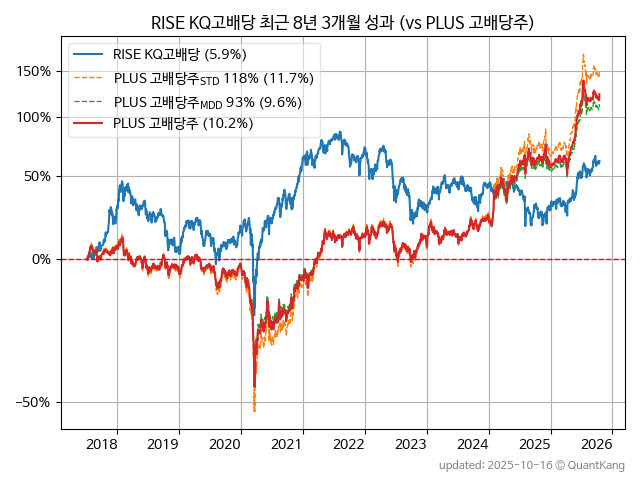 RISE KQ고배당 최근 8년 3개월 성과 (vs PLUS 고배당주)
RISE KQ고배당 (5.9%)
PLUS 고배당주STD 118% (11.7%)
PLUS 고배당주MDD 93% (9.6%)
PLUS 고배당주 (10.2%)
150%
100%
50%
0%
−50%
2018 2019 2020 2021 2022 2023 2024 2025 2026
updated: 2025-10-16 © QuantKang